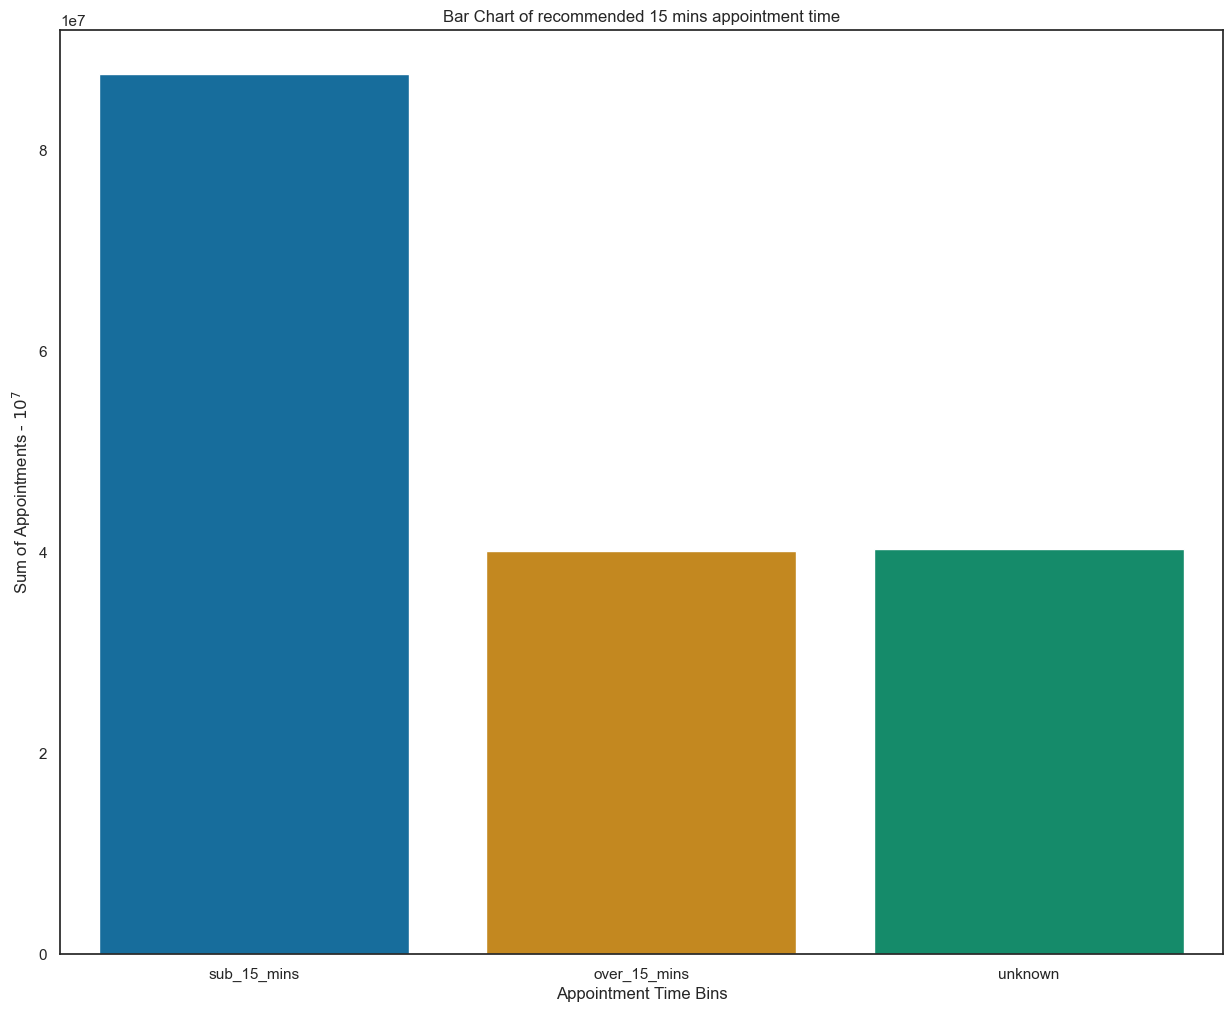 Bar Chart of recommended 15 mins appointment time
1e7
8
6
4
2
0
Sum of Appointments - 10⁷
sub_15_mins
over_15_mins
unknown
Appointment Time Bins